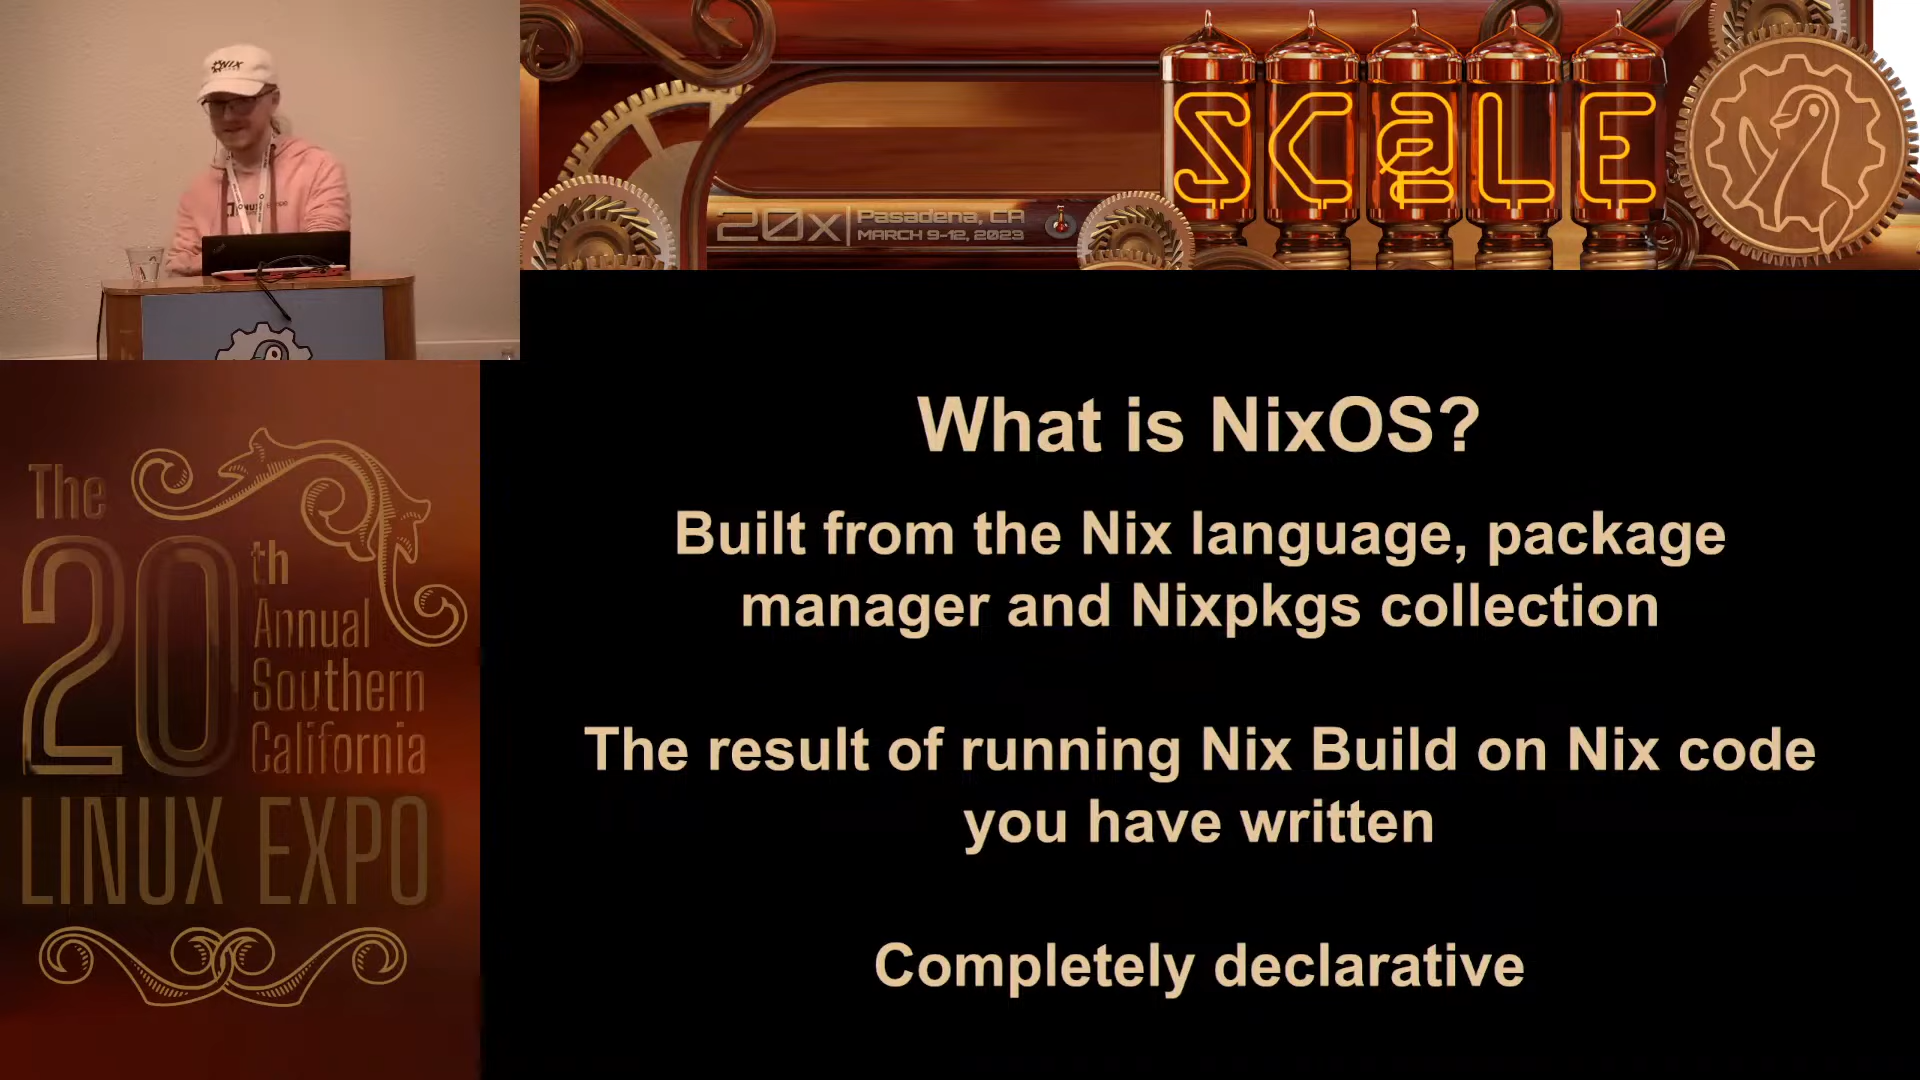 NIX
SCALE
20x
Pasadena, CA
MARCH 9-12, 2023
The
20th
Annual
Southern
California
LINUX EXPO
What is NixOS?
Built from the Nix language, package
manager and Nixpkgs collection
The result of running Nix Build on Nix code
you have written
Completely declarative